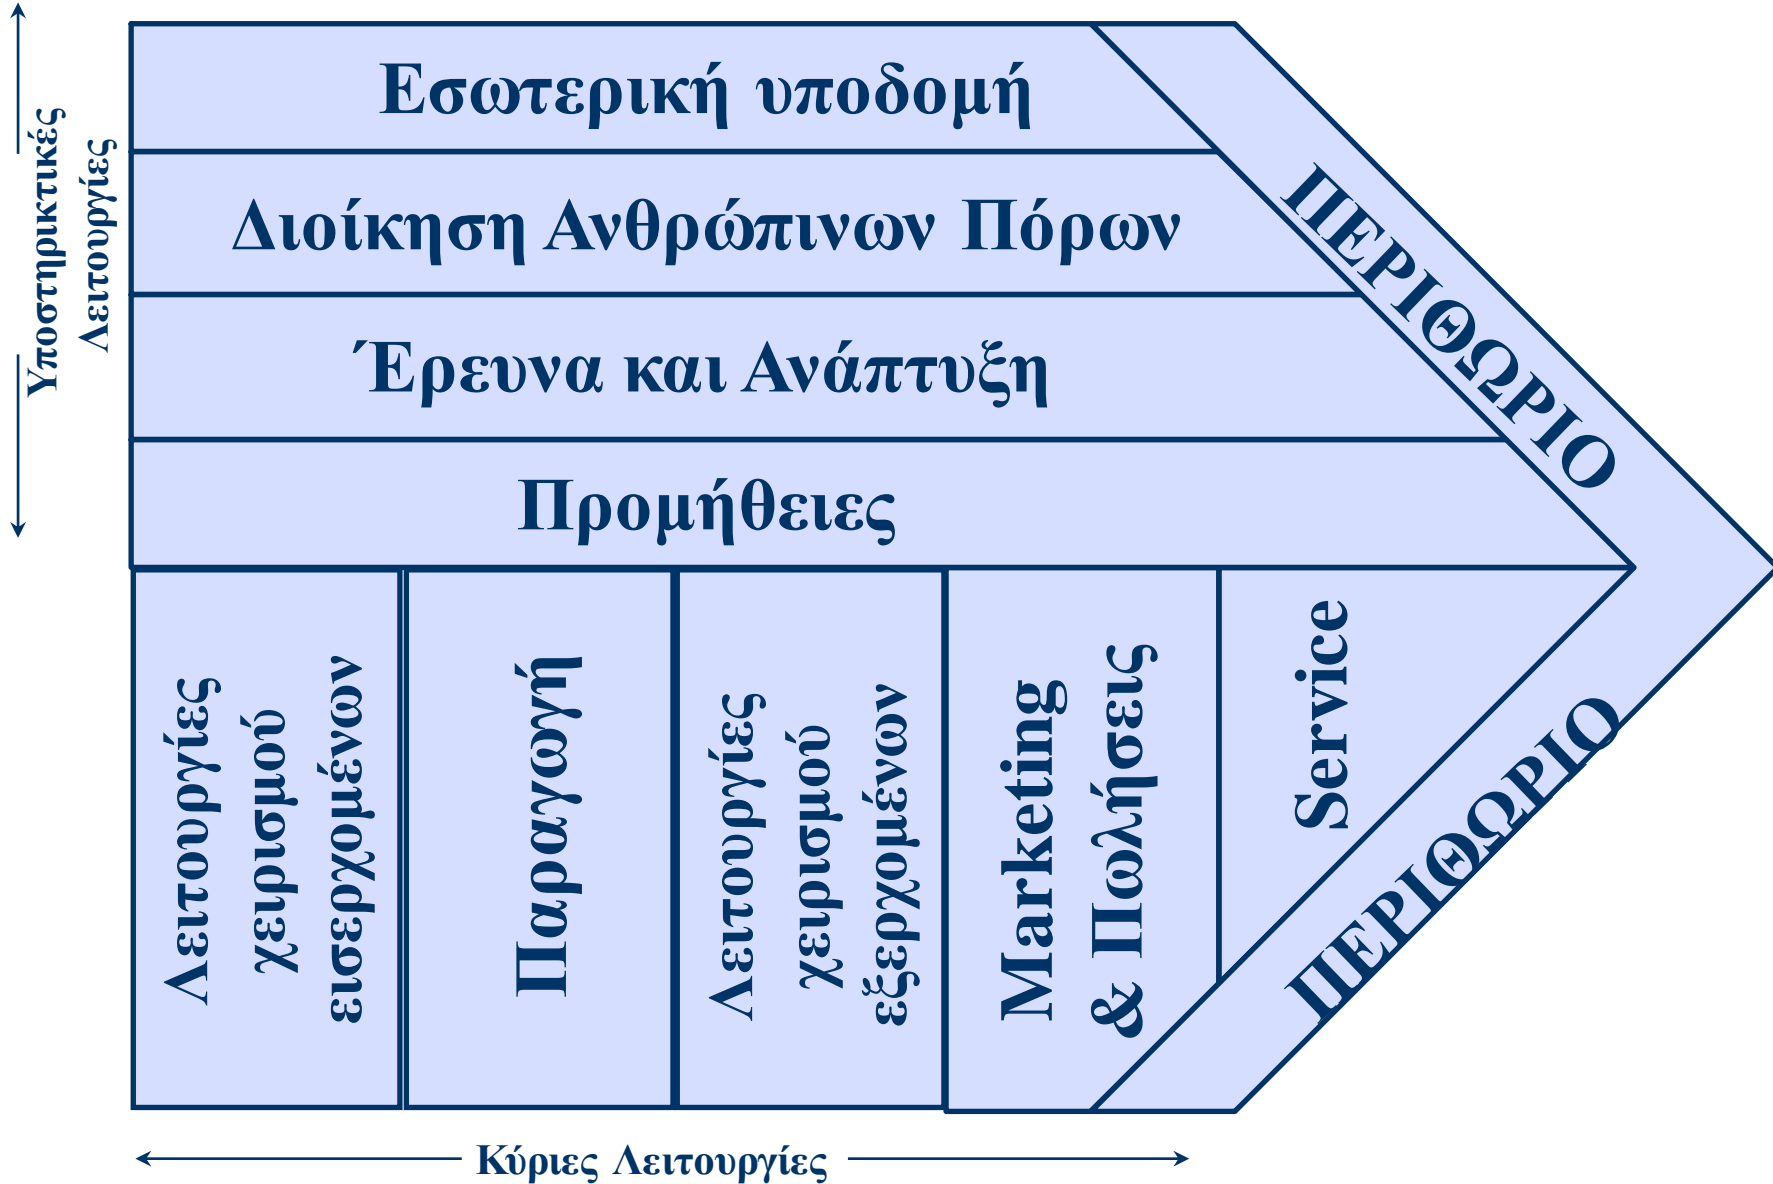 Υποστηρικτικές
Λειτουργίες
Εσωτερική υποδομή
Διοίκηση Ανθρώπινων Πόρων
Έρευνα και Ανάπτυξη
Προμήθειες
ΠΕΡΙΘΩΡΙΟ
Λειτουργίες
χειρισμού
εισερχομένων
Παραγωγή
Λειτουργίες
χειρισμού
εξερχομένων
Marketing
& Πωλήσεις
Service
ΠΕΡΙΘΩΡΙΟ
Κύριες Λειτουργίες